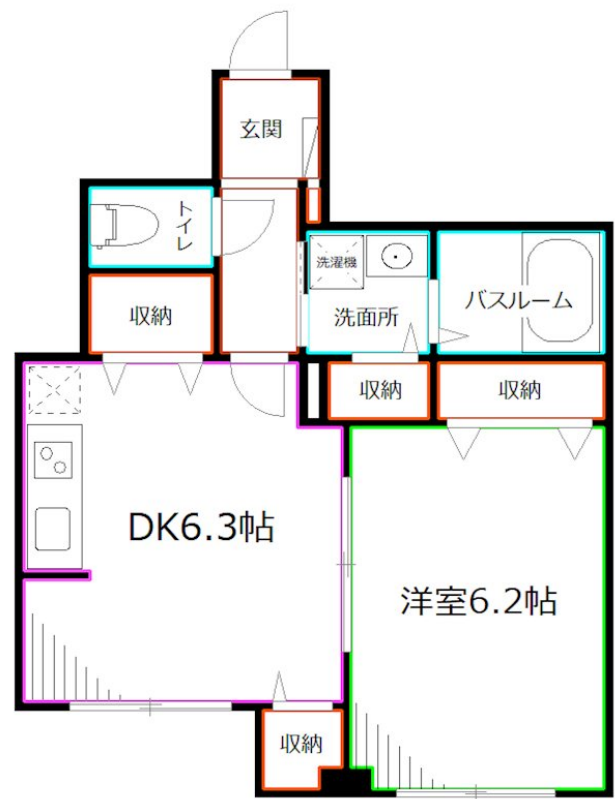 玄関
トイレ
洗濯機
洗面所
バスルーム
収納
収納
収納
DK6.3帖
洋室6.2帖
収納